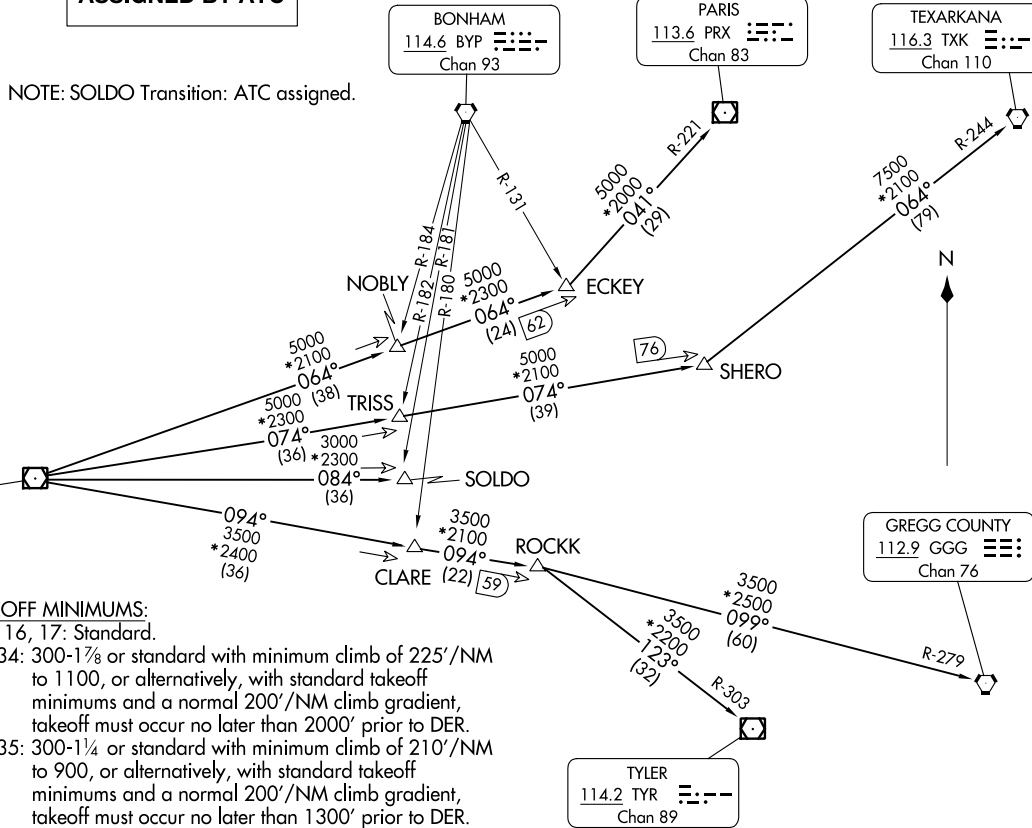 ASSIGNED BY ATC
NOTE: SOLDO Transition: ATC assigned.
BONHAM
114.6 BYP
Chan 93
PARIS
113.6 PRX
Chan 83
TEXARKANA
116.3 TXK
Chan 110
R-221
R-244
5000
*2000
041°
(29)
7500
*2100
064°
(79)
R-131
R-184
R-181
R-182
R-180
N
NOBLY
5000
*2300
064°
(24)
62
ECKEY
5000
*2100
064°
(38)
76
SHERO
5000
*2100
074°
(39)
TRISS
5000
*2300
074°
(36)
3000
*2300
084°
(36)
SOLDO
094°
3500
*2400
(36)
CLARE
3500
*2100
094°
(22)
59
ROCKK
GREGG COUNTY
112.9 GGG
Chan 76
3500
*2500
099°
(60)
R-279
3500
*2200
123°
(32)
R-303
OFF MINIMUMS:
16, 17: Standard.
34: 300-1⅞ or standard with minimum climb of 225'/NM
to 1100, or alternatively, with standard takeoff
minimums and a normal 200'/NM climb gradient,
takeoff must occur no later than 2000' prior to DER.
35: 300-1¼ or standard with minimum climb of 210'/NM
to 900, or alternatively, with standard takeoff
minimums and a normal 200'/NM climb gradient,
takeoff must occur no later than 1300' prior to DER.
TYLER
114.2 TYR
Chan 89